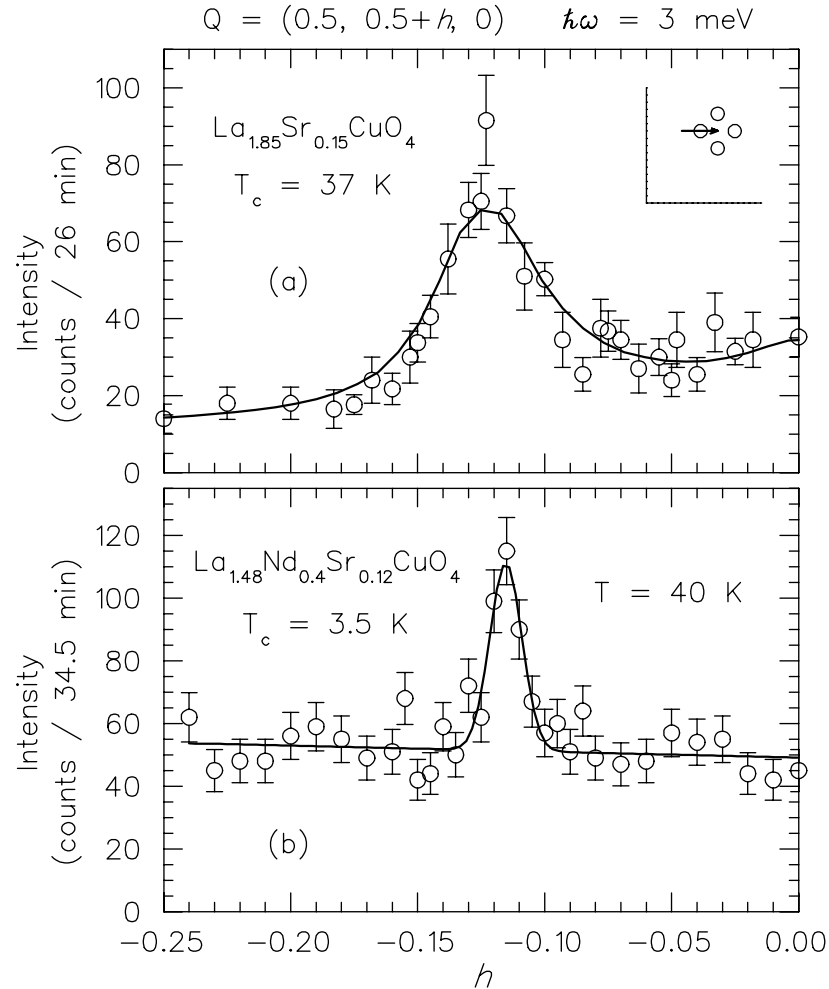 Q = (0.5, 0.5+h, 0) ħω = 3 meV
100
80
60
40
20
0
Intensity
(counts / 26 min)
La₁.₈₅Sr₀.₁₅CuO₄
T_c = 37 K
(a)
120
100
80
60
40
20
0
Intensity
(counts / 34.5 min)
La₁.₄₈Nd₀.₄Sr₀.₁₂CuO₄
T_c = 3.5 K
T = 40 K
(b)
−0.25 −0.20 −0.15 −0.10 −0.05 0.00
h